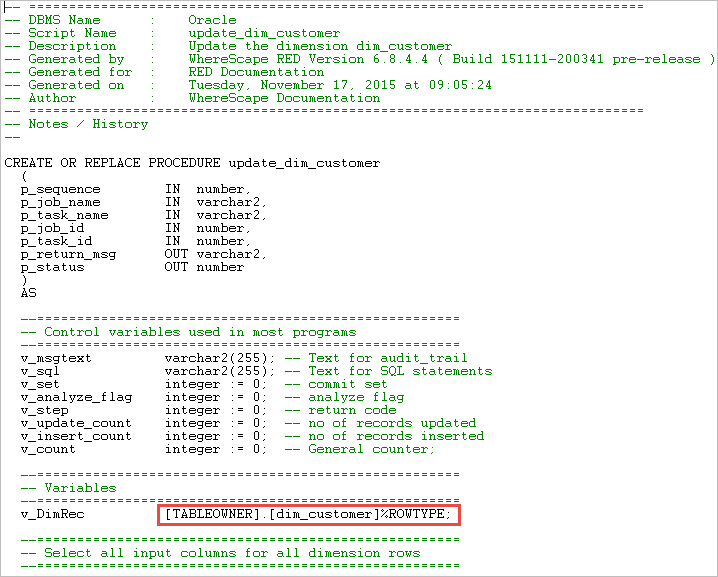 -- ============================================================================
-- DBMS Name      :    Oracle
-- Script Name    :    update_dim_customer
-- Description    :    Update the dimension dim_customer
-- Generated by   :    WhereScape RED Version 6.8.4.4 ( Build 151111-200341 pre-release )
-- Generated for  :    RED Documentation
-- Generated on   :    Tuesday, November 17, 2015 at 09:05:24
-- Author         :    WhereScape Documentation
-- ============================================================================
-- Notes / History
--
CREATE OR REPLACE PROCEDURE update_dim_customer
  (
  p_sequence        IN  number,
  p_job_name        IN  varchar2,
  p_task_name       IN  varchar2,
  p_job_id          IN  number,
  p_task_id         IN  number,
  p_return_msg      OUT varchar2,
  p_status          OUT number
  )
  AS
  --====================================================
  -- Control variables used in most programs
  --====================================================
  v_msgtext         varchar2(255); -- Text for audit_trail
  v_sql             varchar2(255); -- Text for SQL statements
  v_set             integer := 0;  -- commit set
  v_analyze_flag    integer := 0;  -- analyze flag
  v_step            integer := 0;  -- return code
  v_update_count    integer := 0;  -- no of records updated
  v_insert_count    integer := 0;  -- no of records inserted
  v_count           integer := 0;  -- General counter;
  --====================================================
  -- Variables
  --====================================================
  v_DimRec          [TABLEOWNER].[dim_customer]%ROWTYPE;
  --====================================================
  -- Select all input columns for all dimension rows
  --====================================================